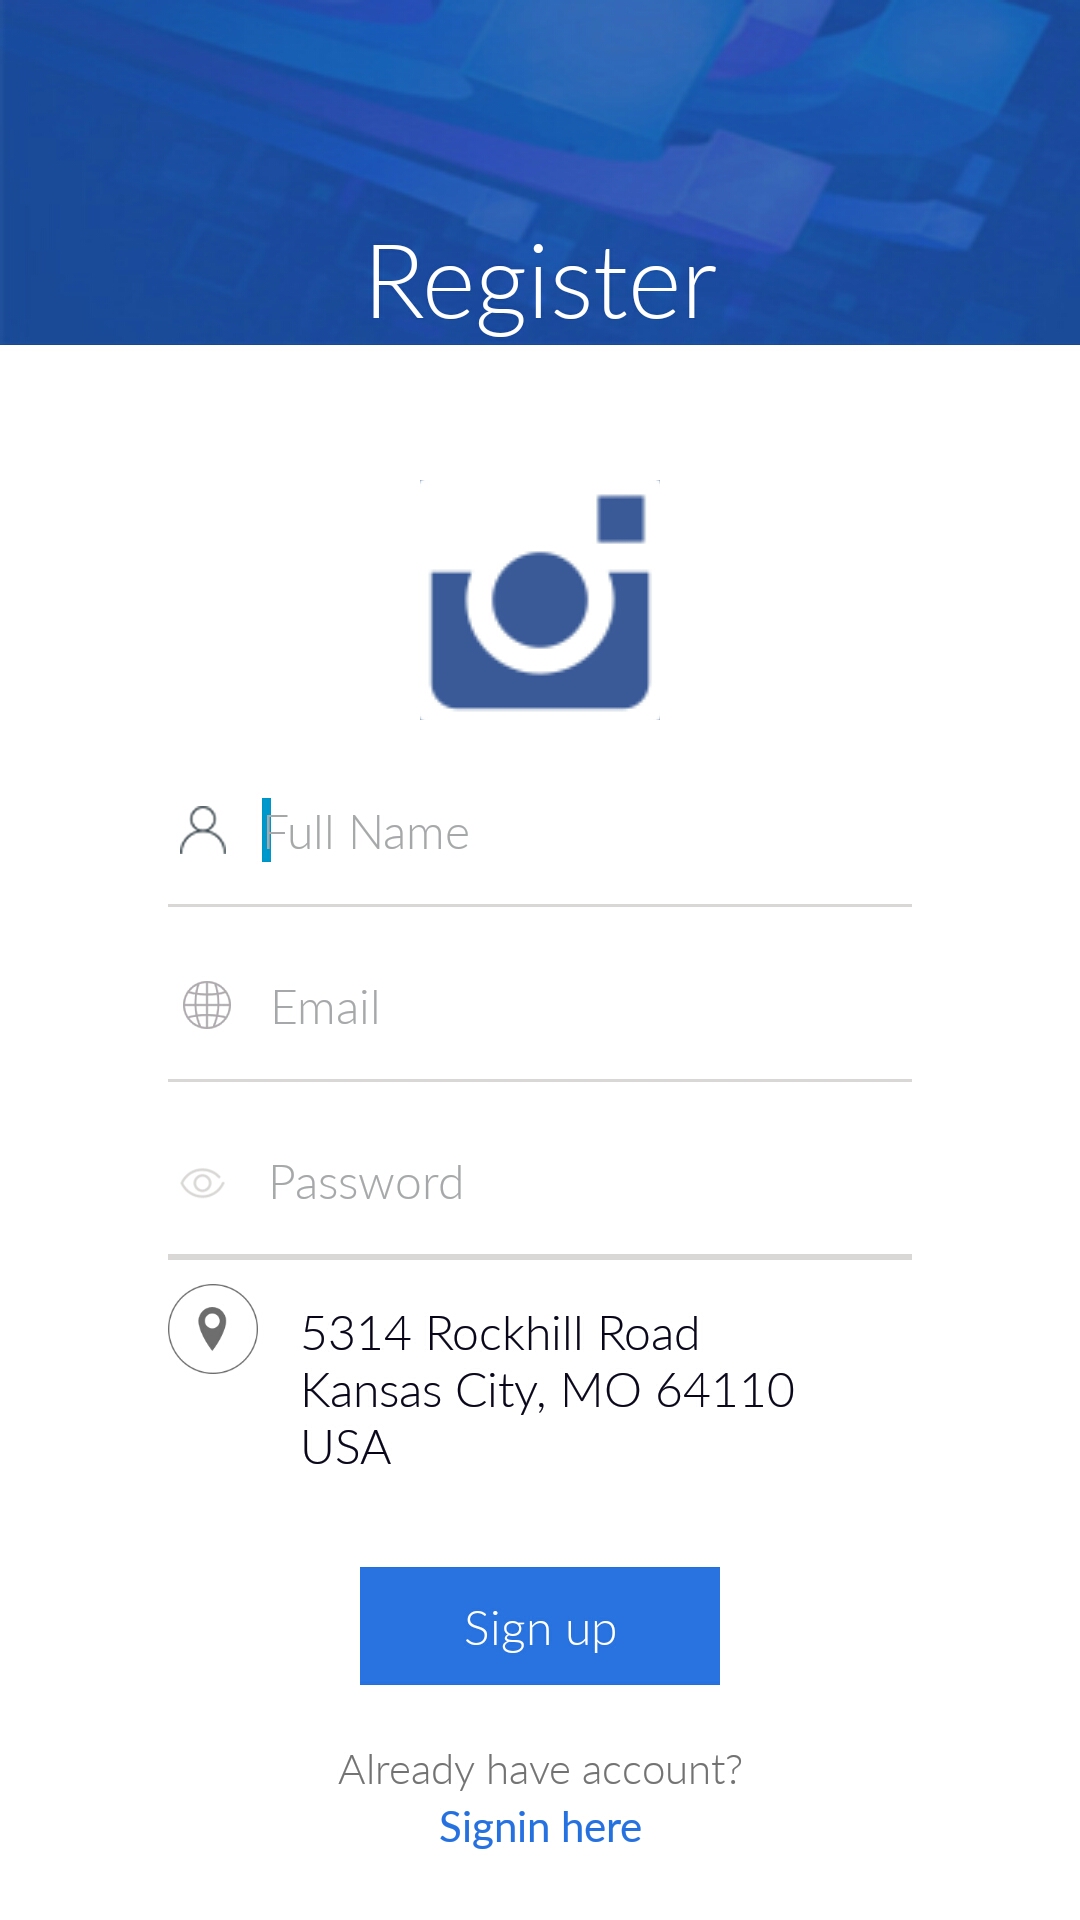 Register
Full Name
Email
Password
5314 Rockhill Road
Kansas City, MO 64110
USA
Sign up
Already have account?
Signin here